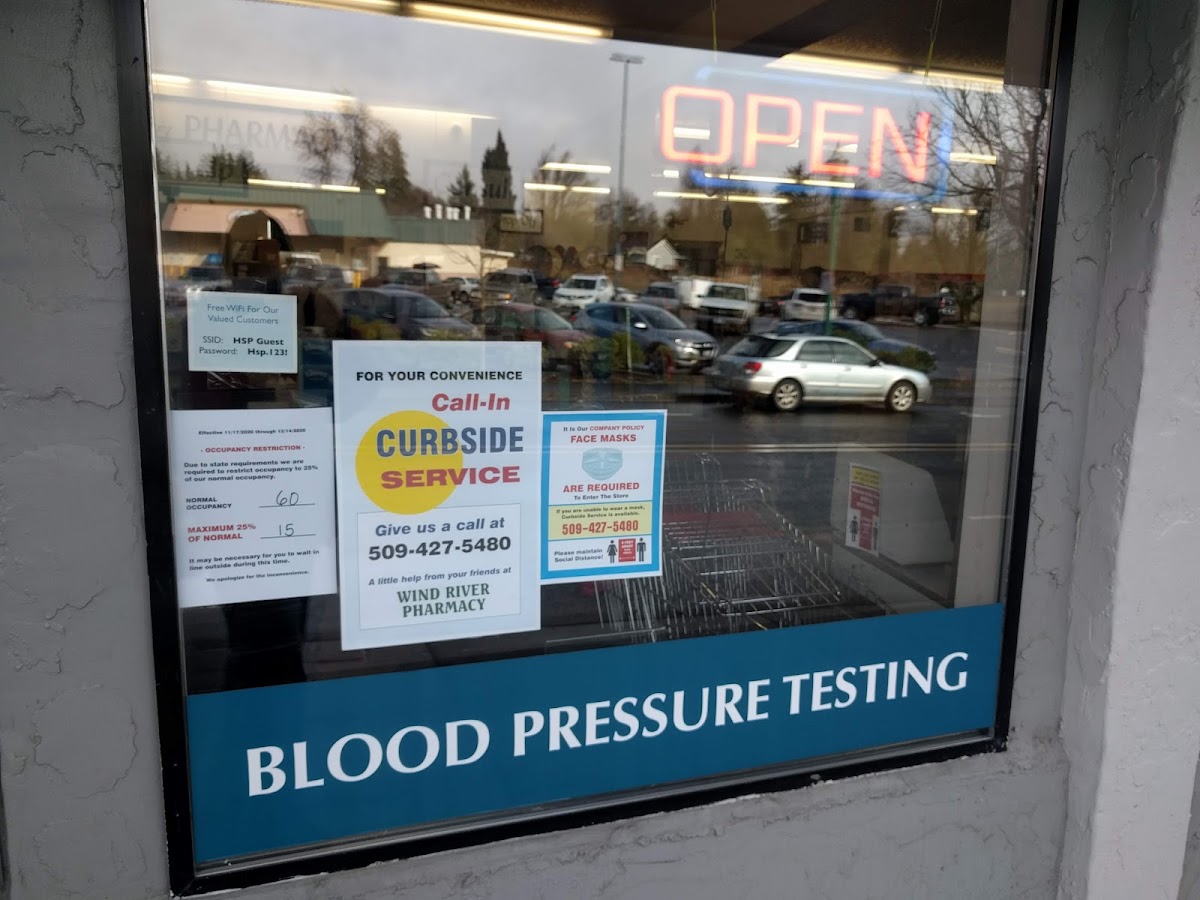 OPEN
Free WiFi For Our
Valued Customers
SSID: HSP Guest
Password: Hsp.123!
Effective 11/17/2020 through 12/14/2020
- OCCUPANCY RESTRICTION -
Due to state requirements we are
required to restrict occupancy to 25%
of our normal occupancy.
NORMAL
OCCUPANCY 60
MAXIMUM 25%
OF NORMAL 15
It may be necessary for you to wait in
line outside during this time.
We apologize for the inconvenience.
FOR YOUR CONVENIENCE
Call-In
CURBSIDE
SERVICE
Give us a call at
509-427-5480
A little help from your friends at
WIND RIVER
PHARMACY
It Is Our COMPANY POLICY
FACE MASKS
ARE REQUIRED
To Enter The Store
If you are unable to wear a mask,
Curbside Service is available.
509-427-5480
Please maintain
Social Distance!
BLOOD PRESSURE TESTING